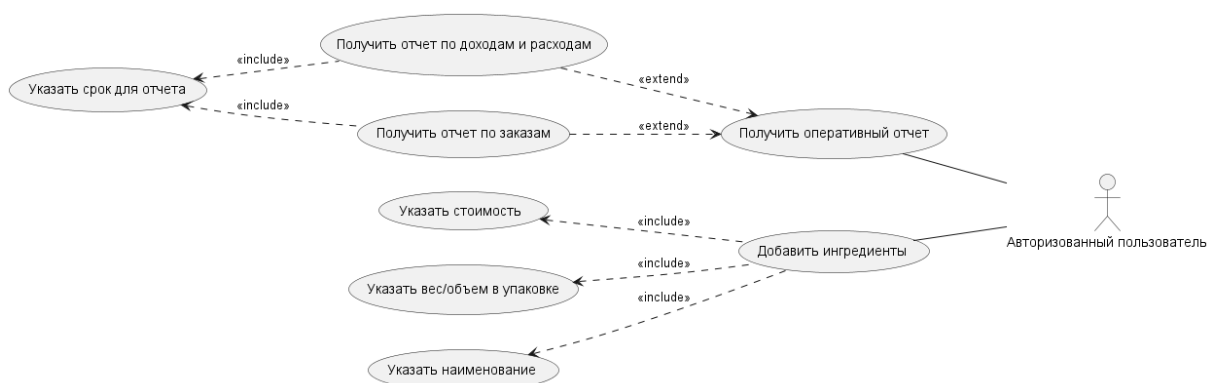 Получить отчет по доходам и расходам
«include»
«extend»
Указать срок для отчета
«include»
Получить отчет по заказам
«extend»
Получить оперативный отчет
Указать стоимость
«include»
Авторизованный пользователь
Добавить ингредиенты
«include»
Указать вес/объем в упаковке
«include»
Указать наименование